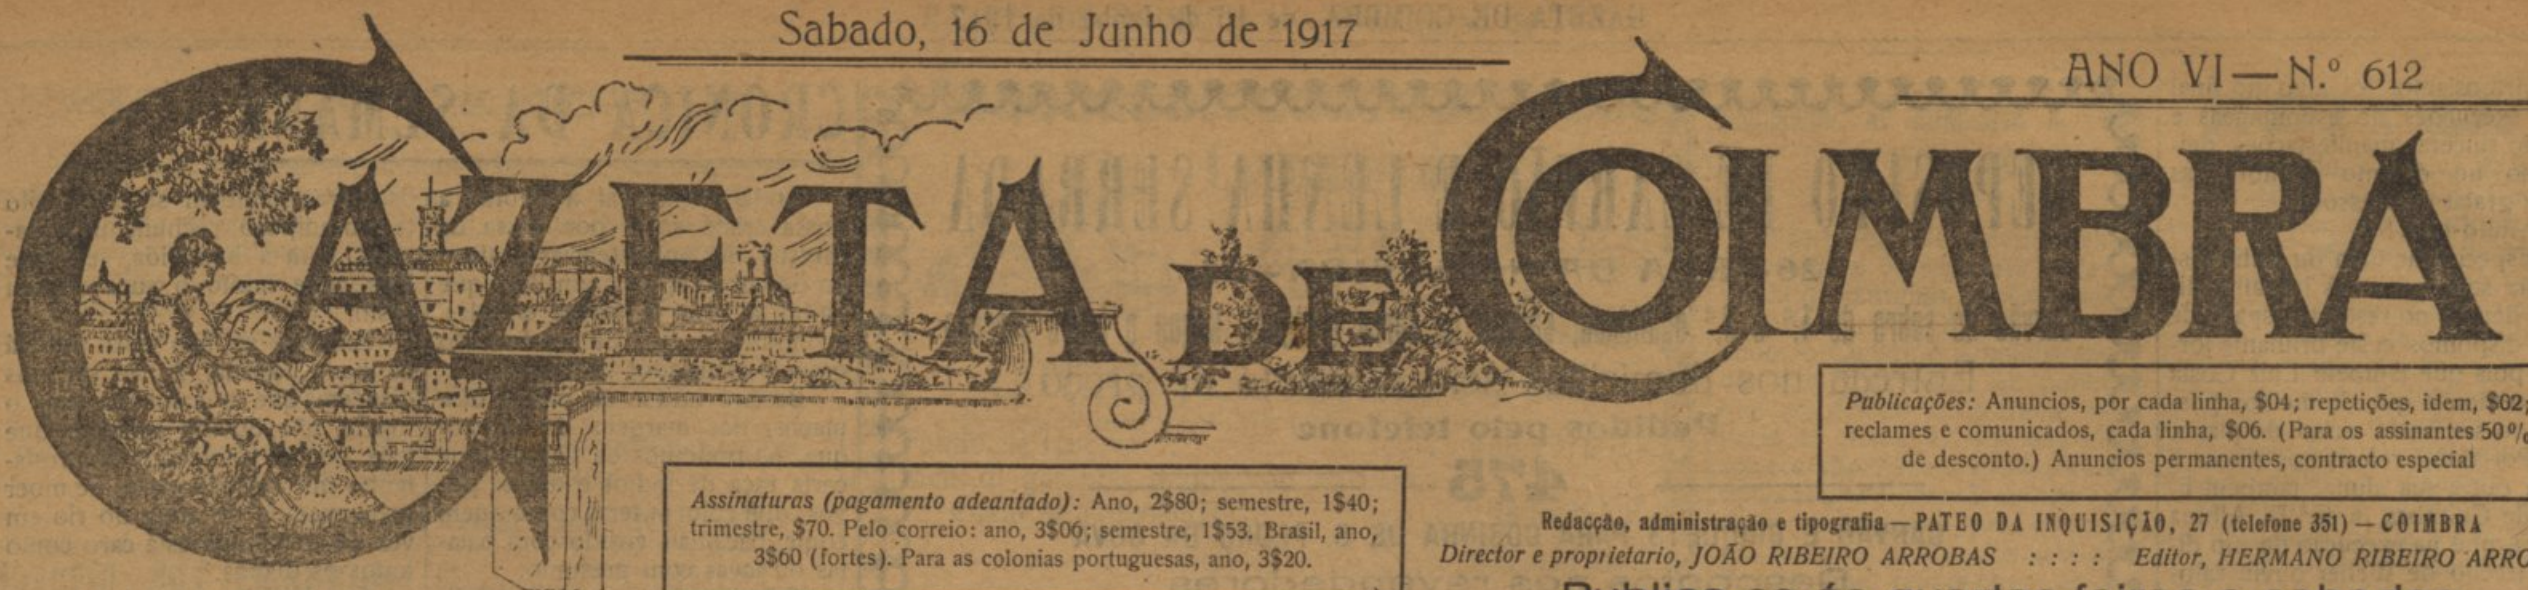 Sabado, 16 de Junho de 1917
ANO VI — N.º 612
GAZETA DE COIMBRA
Publicações: Anuncios, por cada linha, $04; repetições, idem, $02;
reclames e comunicados, cada linha, $06. (Para os assinantes 50%
de desconto.) Anuncios permanentes, contracto especial
Assinaturas (pagamento adeantado): Ano, 2$80; semestre, 1$40;
trimestre, $70. Pelo correio: ano, 3$06; semestre, 1$53. Brasil, ano,
3$60 (fortes). Para as colonias portuguesas, ano, 3$20.
Redacção, administração e tipografia — PATEO DA INQUISIÇÃO, 27 (telefone 351) — COIMBRA
Director e proprietario, JOÃO RIBEIRO ARROBAS : : : : Editor, HERMANO RIBEIRO ARRO